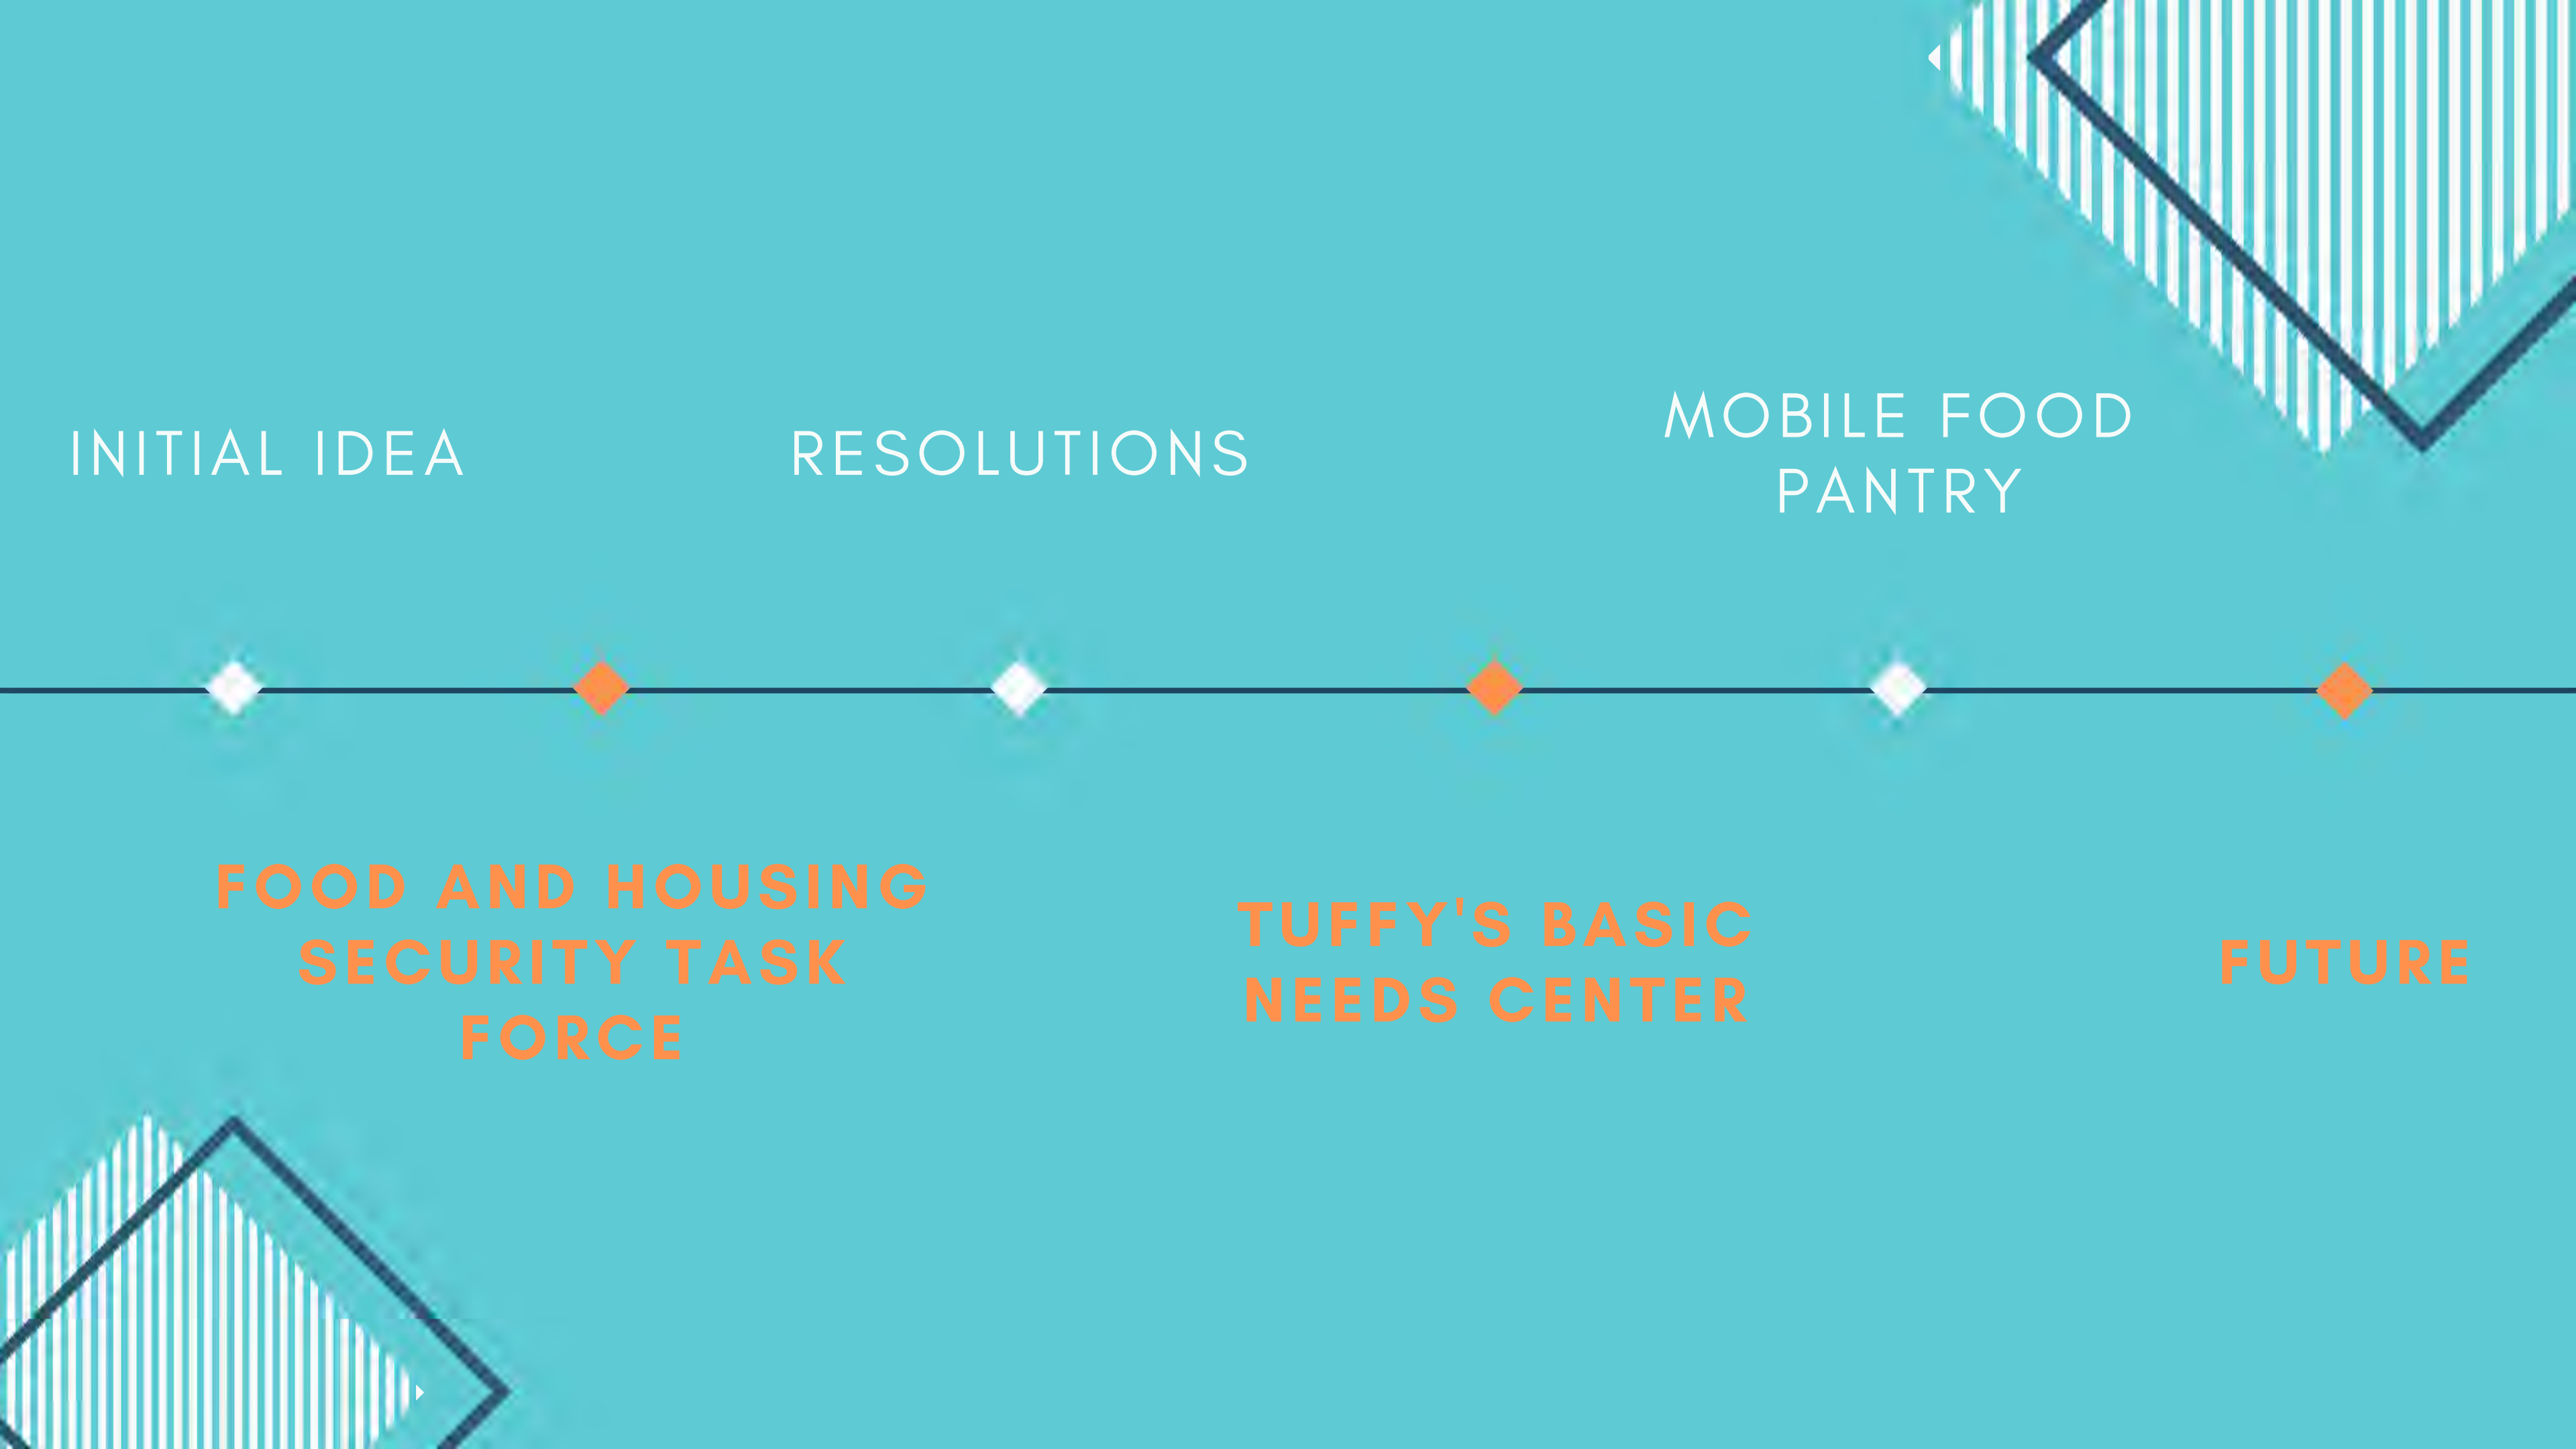 INITIAL IDEA
FOOD AND HOUSING
SECURITY TASK
FORCE
RESOLUTIONS
TUFFY'S BASIC
NEEDS CENTER
MOBILE FOOD
PANTRY
FUTURE